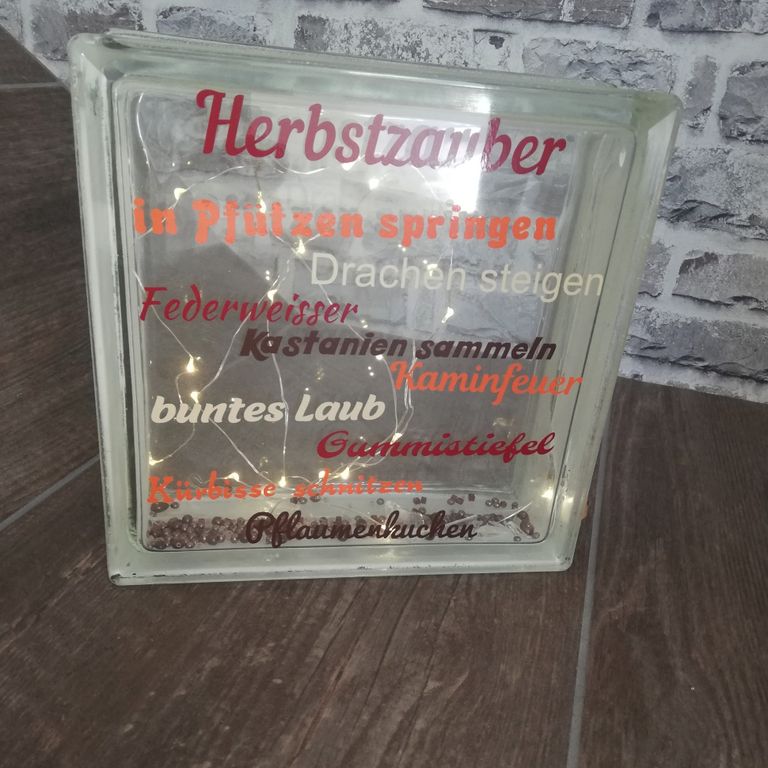 Herbstzauber
in Pfützen springen
Drachen steigen
Federweisser
Kastanien sammeln
Kaminfeuer
buntes Laub
Gummistiefel
Kürbisse schnitzen
Pflaumenkuchen